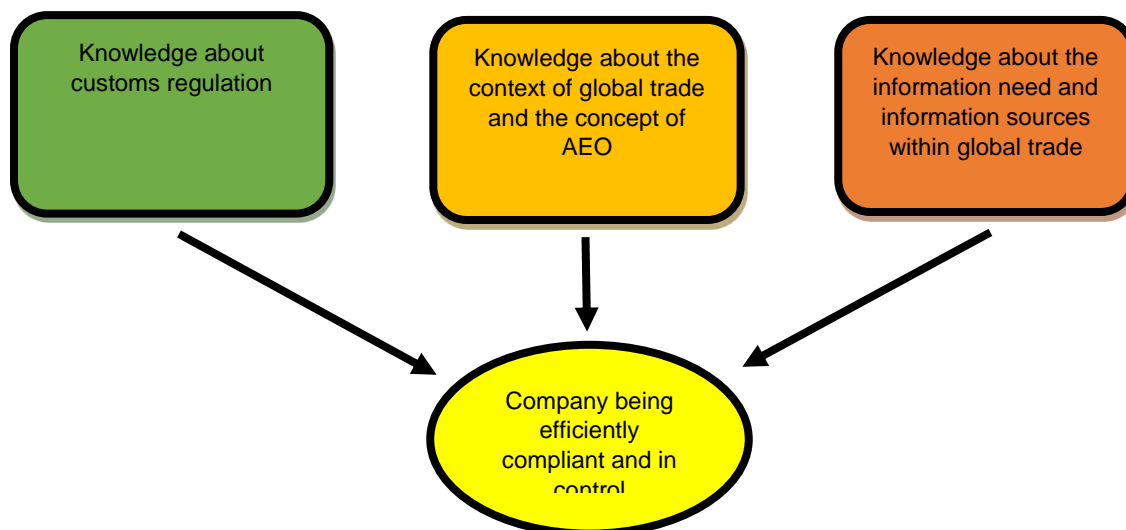 Knowledge about
customs regulation
Knowledge about the
context of global trade
and the concept of
AEO
Knowledge about the
information need and
information sources
within global trade
Company being
efficiently
compliant and in
control